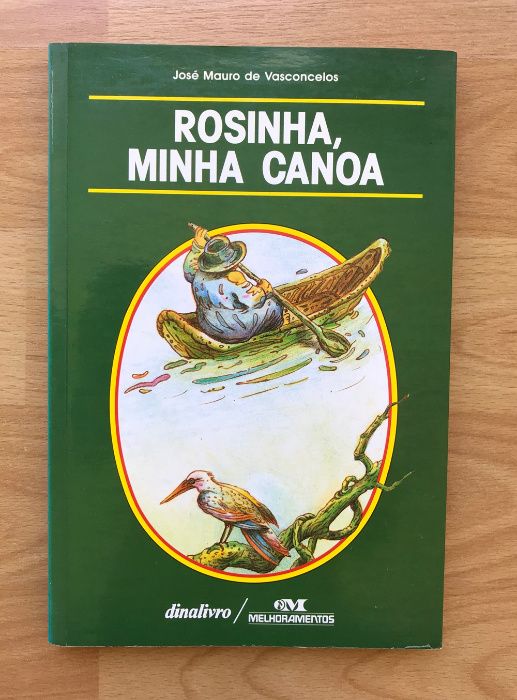 José Mauro de Vasconcelos
ROSINHA,
MINHA CANOA
dinalivro / M
MELHORAMENTOS